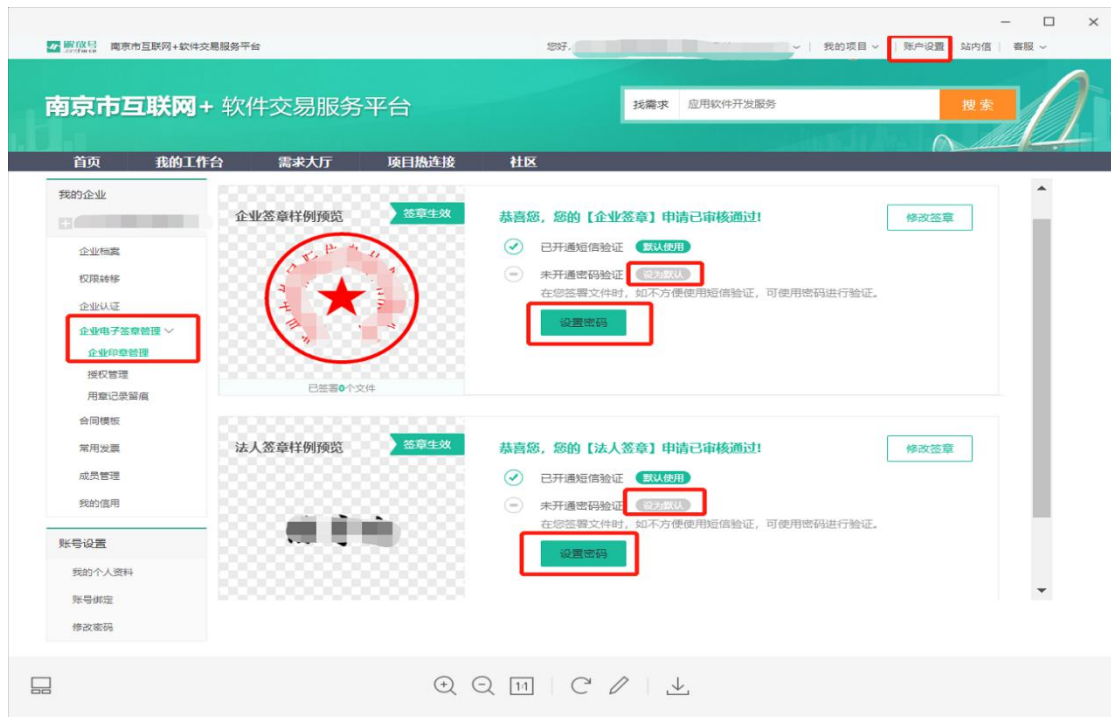 解放号 南京市互联网+软件交易服务平台 您好, 我的项目 账户设置 站内信 客服
南京市互联网+ 软件交易服务平台
找需求 应用软件开发服务 搜索
首页 我的工作台 需求大厅 项目热连接 社区
我的企业
企业档案
权限转移
企业认证
企业电子签章管理
企业印章管理
授权管理
用章记录留痕
合同模板
常用发票
成员管理
我的信用
账号设置
我的个人资料
账号绑定
修改密码
企业签章样例预览 签章生效
已签署0个文件
恭喜您,您的【企业签章】申请已审核通过! 修改签章
已开通短信验证 默认使用
未开通密码验证 设为默认
在您签署文件时,如不方便使用短信验证,可使用密码进行验证。
设置密码
法人签章样例预览 签章生效
恭喜您,您的【法人签章】申请已审核通过! 修改签章
已开通短信验证 默认使用
未开通密码验证 设为默认
在您签署文件时,如不方便使用短信验证,可使用密码进行验证。
设置密码
1:1